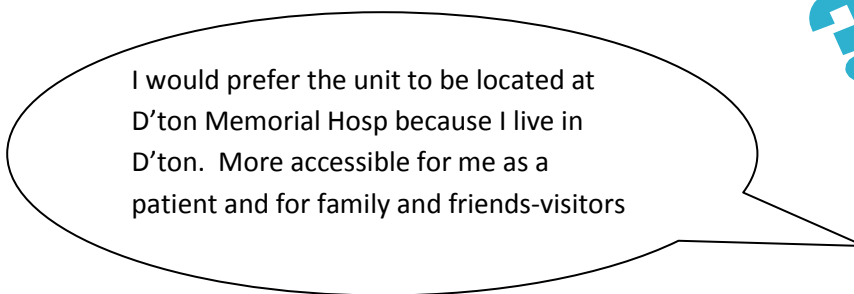 I would prefer the unit to be located at
D’ton Memorial Hosp because I live in
D’ton.  More accessible for me as a
patient and for family and friends-visitors